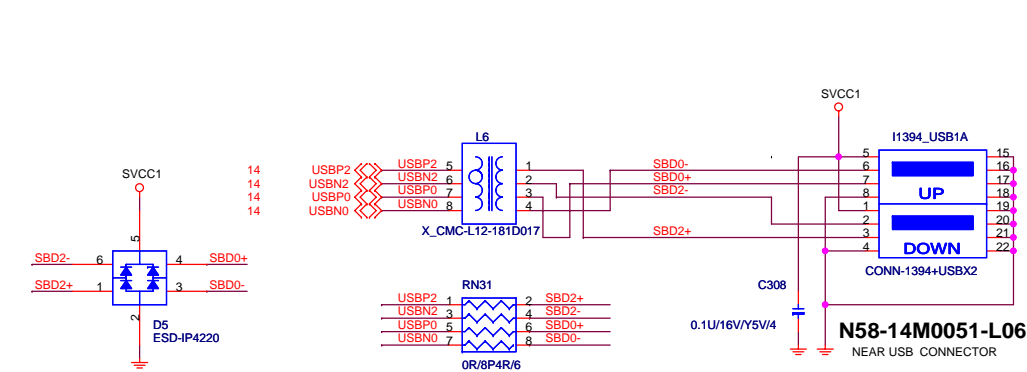 SVCC1
L6
I1394_USB1A
14 USBP2 USBP2 5 1 SBD0- 5 15
14 USBN2 USBN2 6 2 SBD0+ 6 16
14 USBP0 USBP0 7 3 SBD2- 7 17
14 USBN0 USBN0 8 4 8 UP 18
SVCC1
1 19
2 20
X_CMC-L12-181D017 SBD2+ 3 21
4 DOWN 22
5
SBD2- 6 4 SBD0+
CONN-1394+USBX2
SBD2+ 1 3 SBD0-
RN31
C308
USBP2 1 2 SBD2+
USBN2 3 4 SBD2-
USBP0 5 6 SBD0+
USBN0 7 8 SBD0-
2
D5
ESD-IP4220
0.1U/16V/Y5V/4
N58-14M0051-L06
NEAR USB CONNECTOR
0R/8P4R/6